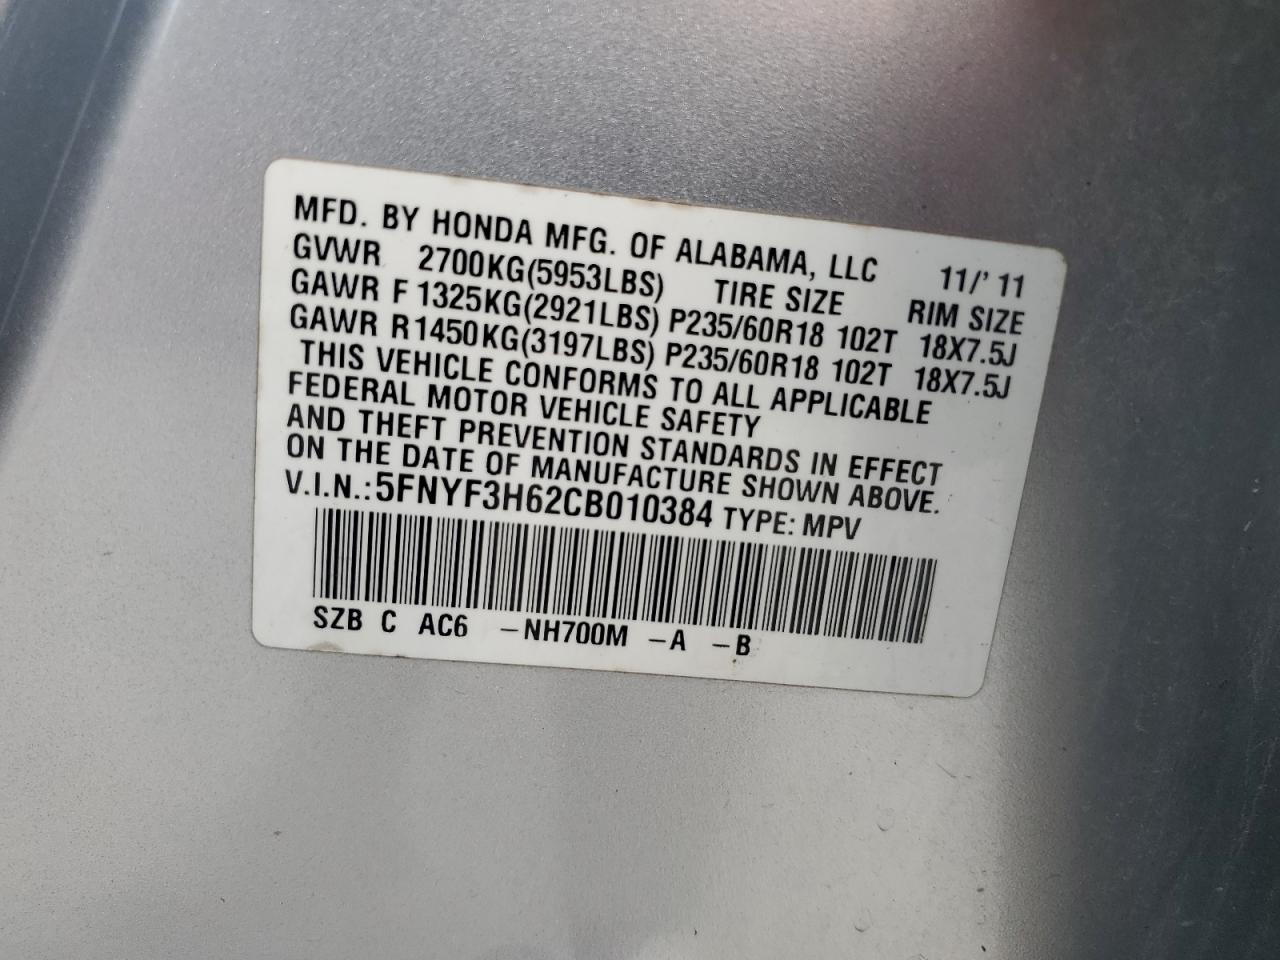 MFD. BY HONDA MFG. OF ALABAMA, LLC 11/' 11
GVWR 2700KG(5953LBS) TIRE SIZE RIM SIZE
GAWR F 1325KG(2921LBS) P235/60R18 102T 18X7.5J
GAWR R1450KG(3197LBS) P235/60R18 102T 18X7.5J
THIS VEHICLE CONFORMS TO ALL APPLICABLE
FEDERAL MOTOR VEHICLE SAFETY
AND THEFT PREVENTION STANDARDS IN EFFECT
ON THE DATE OF MANUFACTURE SHOWN ABOVE.
V.I.N.:5FNYF3H62CB010384 TYPE: MPV
SZB C AC6 -NH700M -A -B